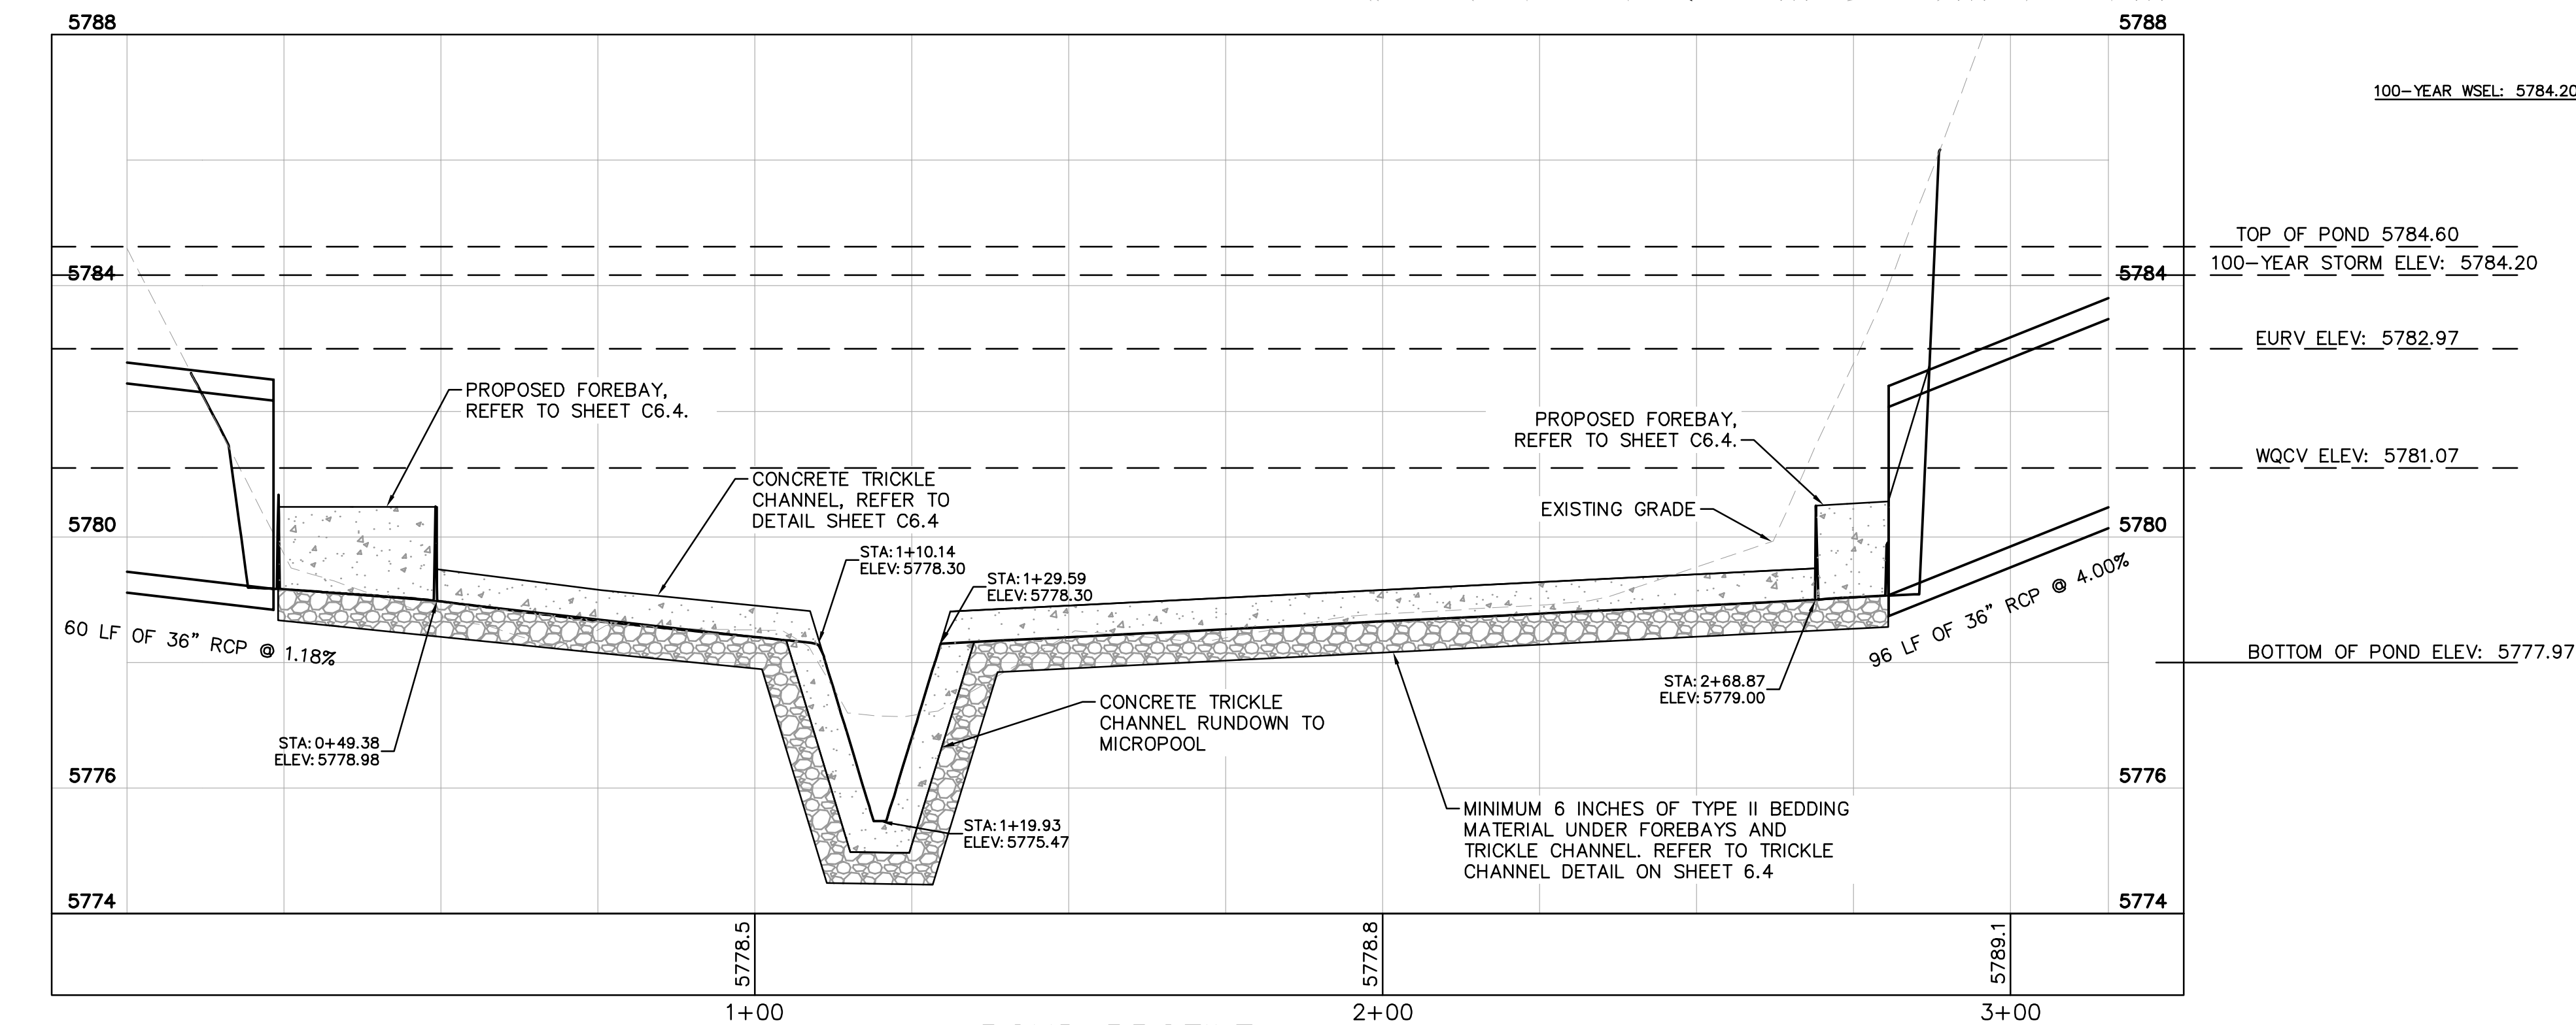 5788
5788
100-YEAR WSEL: 5784.20
TOP OF POND 5784.60
5784
5784
100-YEAR STORM ELEV: 5784.20
EURV ELEV: 5782.97
PROPOSED FOREBAY,
REFER TO SHEET C6.4.
PROPOSED FOREBAY,
REFER TO SHEET C6.4.
WQCV ELEV: 5781.07
CONCRETE TRICKLE
CHANNEL, REFER TO
DETAIL SHEET C6.4
EXISTING GRADE
5780
5780
STA: 1+10.14
ELEV: 5778.30
STA: 1+29.59
ELEV: 5778.30
60 LF OF 36" RCP @ 1.18%
96 LF OF 36" RCP @ 4.00%
BOTTOM OF POND ELEV: 5777.97
STA: 2+68.87
ELEV: 5779.00
CONCRETE TRICKLE
CHANNEL RUNDOWN TO
MICROPOOL
STA: 0+49.38
ELEV: 5778.98
5776
5776
STA: 1+19.93
ELEV: 5775.47
MINIMUM 6 INCHES OF TYPE II BEDDING
MATERIAL UNDER FOREBAYS AND
TRICKLE CHANNEL. REFER TO TRICKLE
CHANNEL DETAIL ON SHEET 6.4
5774
5774
5778.5
5778.8
5789.1
1+00
2+00
3+00